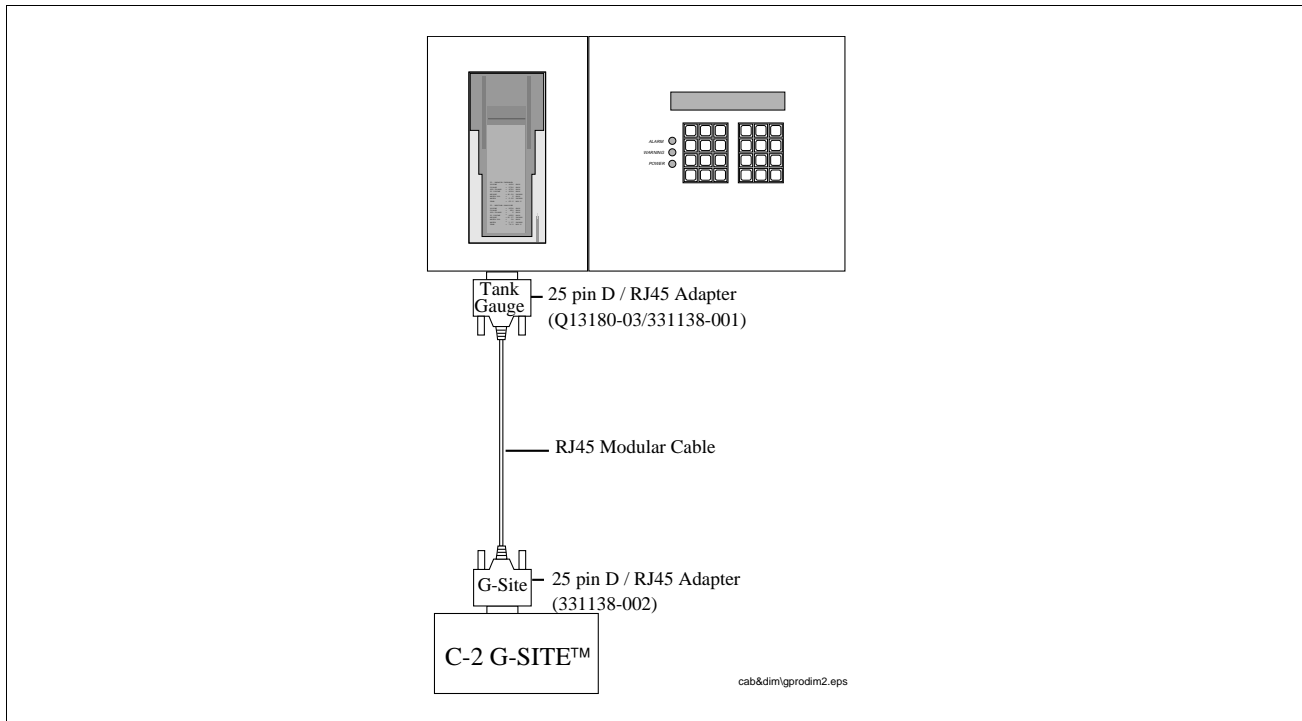 ALARM
WARNING
POWER
Tank
Gauge
25 pin D / RJ45 Adapter
(Q13180-03/331138-001)
RJ45 Modular Cable
G-Site
25 pin D / RJ45 Adapter
(331138-002)
C-2 G-SITE™
cab&dim\gprodim2.eps